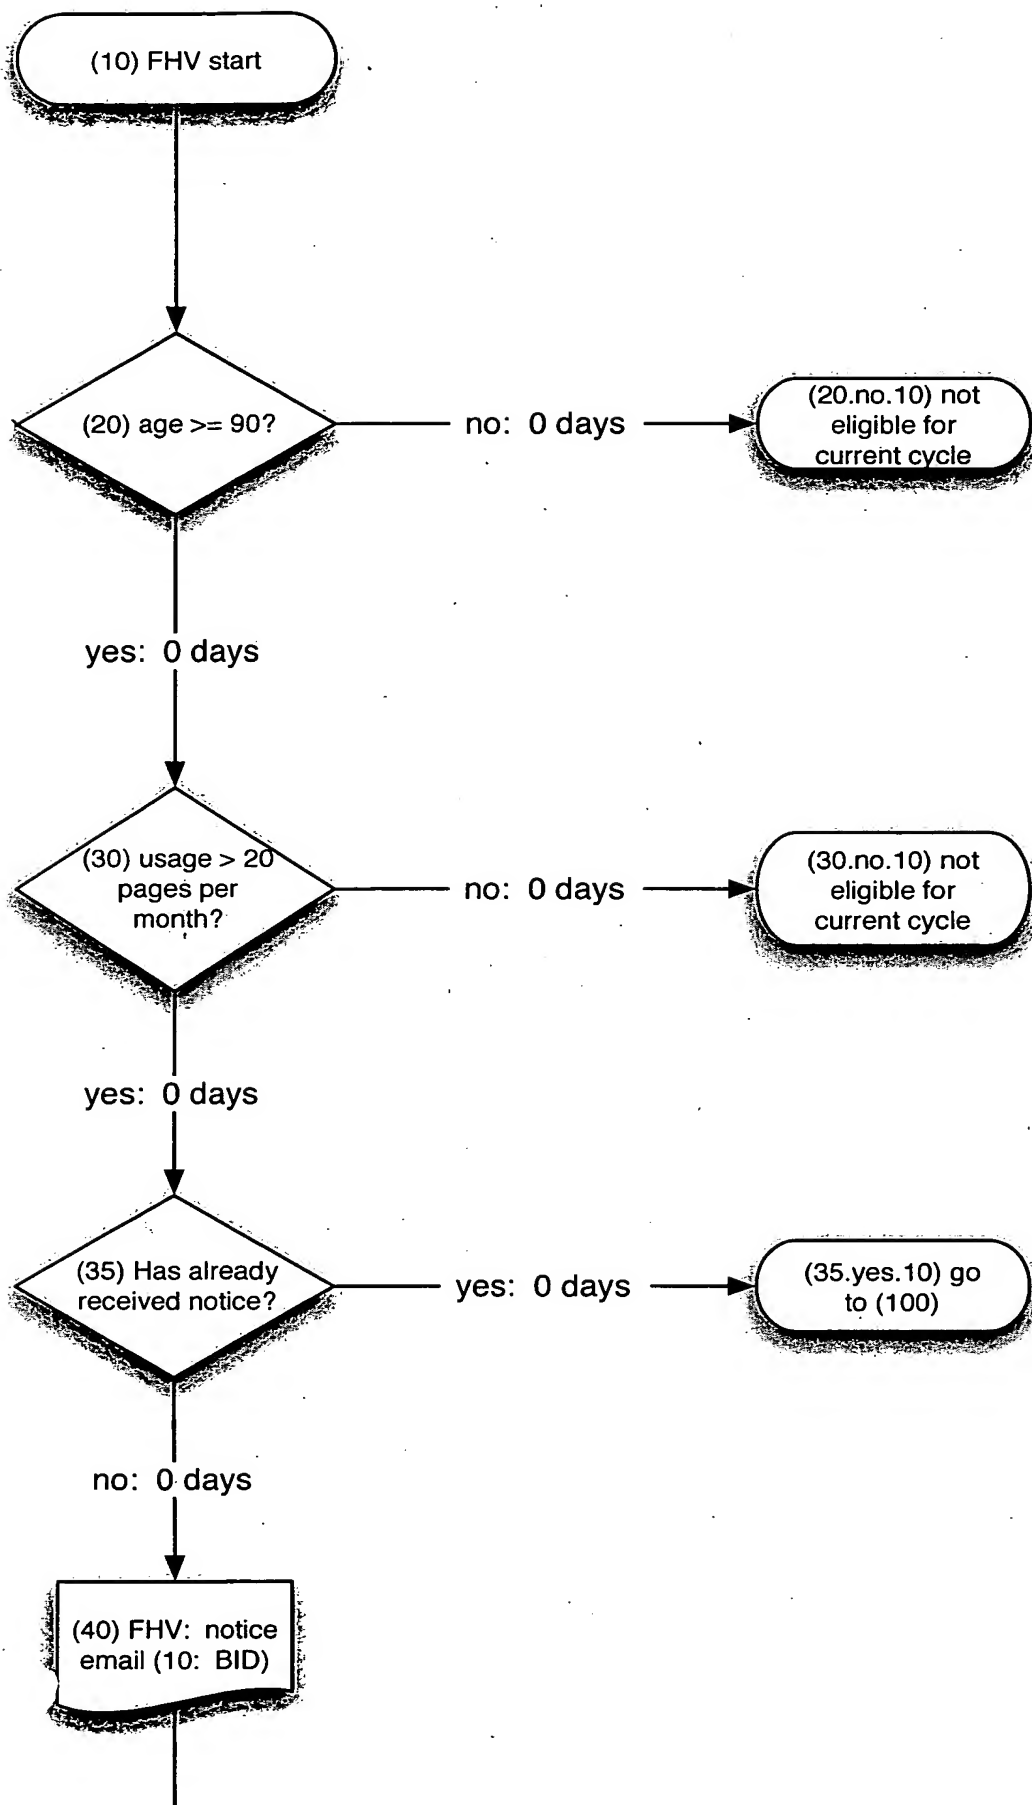 (10) FHV start
(20) age >= 90?
no: 0 days
(20.no.10) not
eligible for
current cycle
yes: 0 days
(30) usage > 20
pages per
month?
no: 0 days
(30.no.10) not
eligible for
current cycle
yes: 0 days
(35) Has already
received notice?
yes: 0 days
(35.yes.10) go
to (100)
no: 0 days
(40) FHV: notice
email (10: BID)